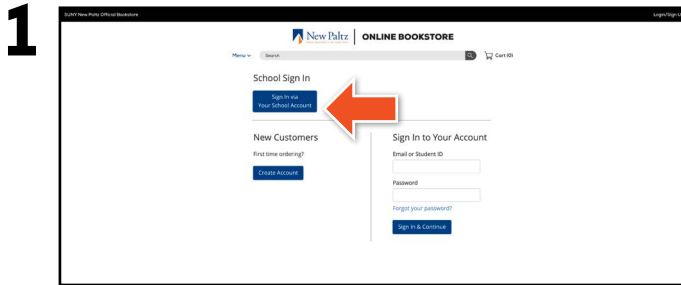 1
SUNY New Paltz Official Bookstore
Login/Sign-U
New Paltz
ONLINE BOOKSTORE
Menu
Search
Cart (0)
School Sign In
Sign In via
Your School Account
New Customers
First time ordering?
Create Account
Sign In to Your Account
Email or Student ID
Password
Forgot your password?
Sign In & Continue